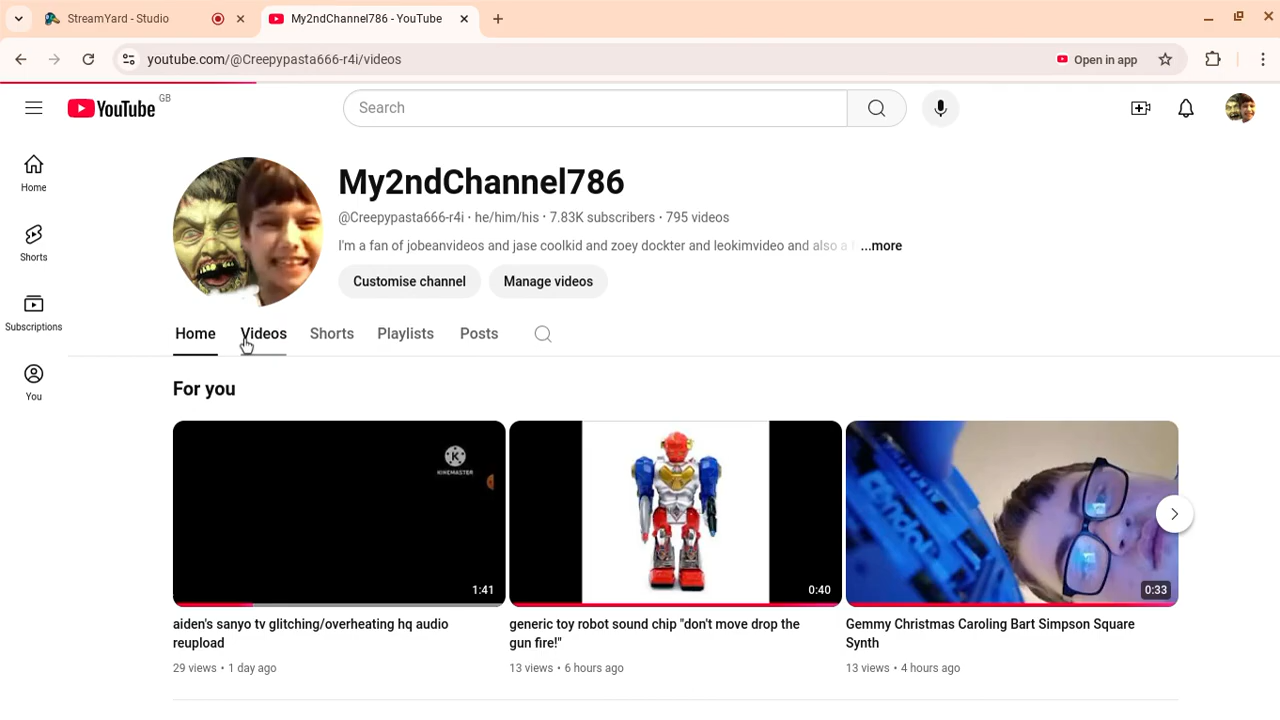 StreamYard - Studio
My2ndChannel786 - YouTube
youtube.com/@Creepypasta666-r4i/videos
Open in app
YouTube GB
Search
Home
Shorts
Subscriptions
You
My2ndChannel786
@Creepypasta666-r4i · he/him/his · 7.83K subscribers · 795 videos
I'm a fan of jobeanvideos and jase coolkid and zoey dockter and leokimvideo and also a ...more
Customise channel
Manage videos
Home
Videos
Shorts
Playlists
Posts
For you
KINEMASTER
1:41
0:40
0:33
aiden's sanyo tv glitching/overheating hq audio
reupload
29 views • 1 day ago
generic toy robot sound chip "don't move drop the
gun fire!"
13 views • 6 hours ago
Gemmy Christmas Caroling Bart Simpson Square
Synth
13 views • 4 hours ago